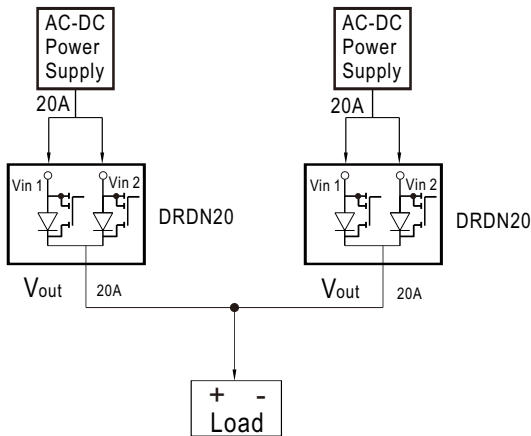 AC-DC
Power
Supply
AC-DC
Power
Supply
20A
20A
Vin 1
Vin 2
DRDN20
Vin 1
Vin 2
DRDN20
Vout
20A
Vout
20A
+ -
Load